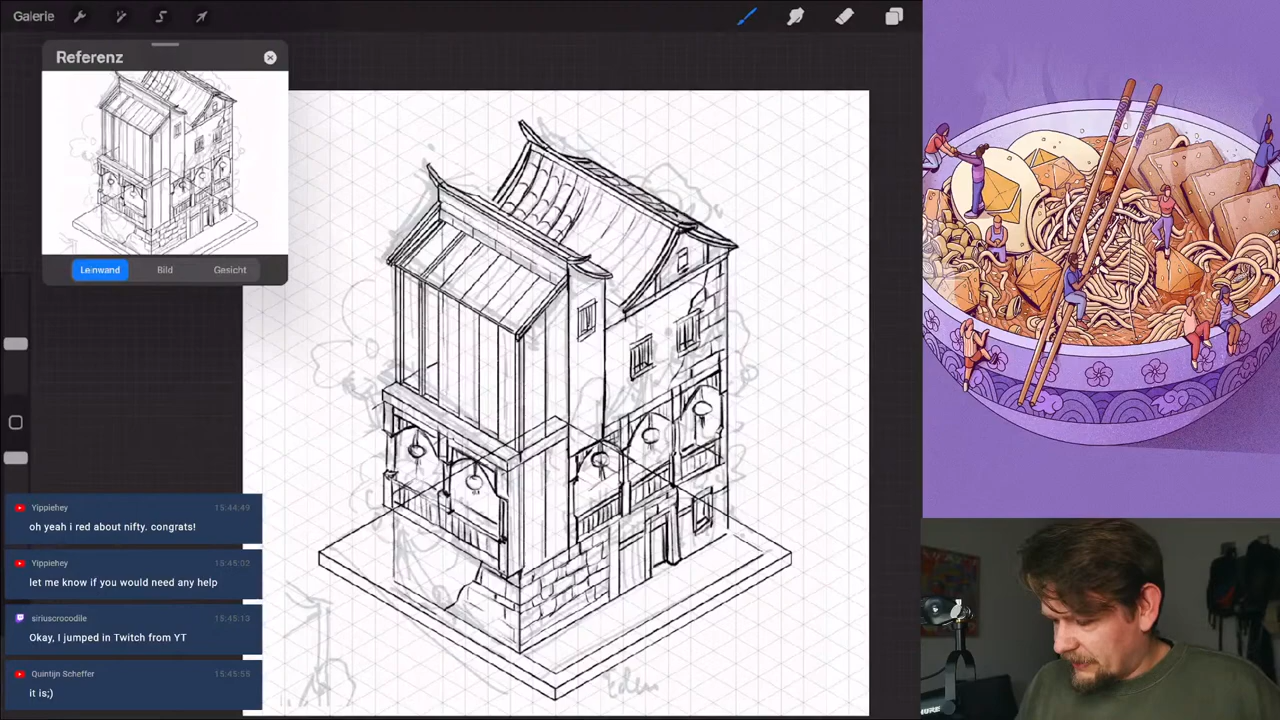 Galerie
Referenz
Leinwand
Bild
Gesicht
Yippiehey
15:44:49
oh yeah i red about nifty. congrats!
Yippiehey
15:45:02
let me know if you would need any help
siriuscrocodile
15:45:13
Okay, I jumped in Twitch from YT
Quintijn Scheffer
15:45:55
it is;)
Eden